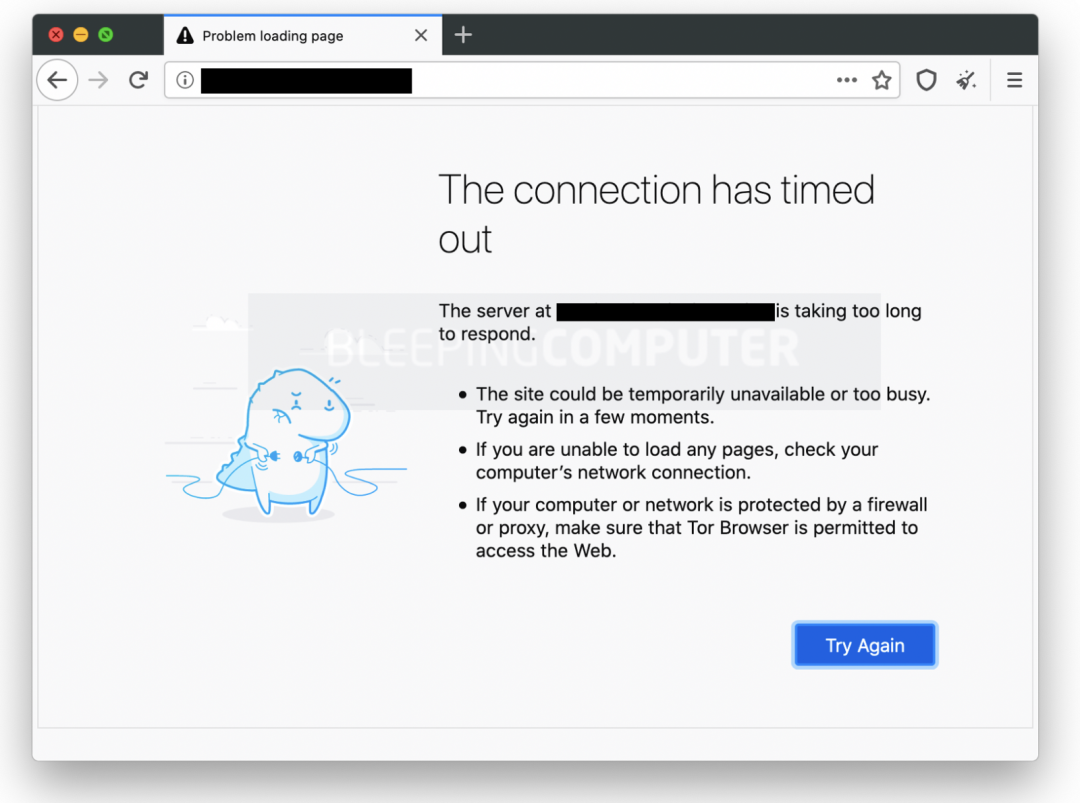 Problem loading page
The connection has timed
out
The server at is taking too long
to respond.
BLEEPINGCOMPUTER
The site could be temporarily unavailable or too busy.
Try again in a few moments.
If you are unable to load any pages, check your
computer’s network connection.
If your computer or network is protected by a firewall
or proxy, make sure that Tor Browser is permitted to
access the Web.
Try Again